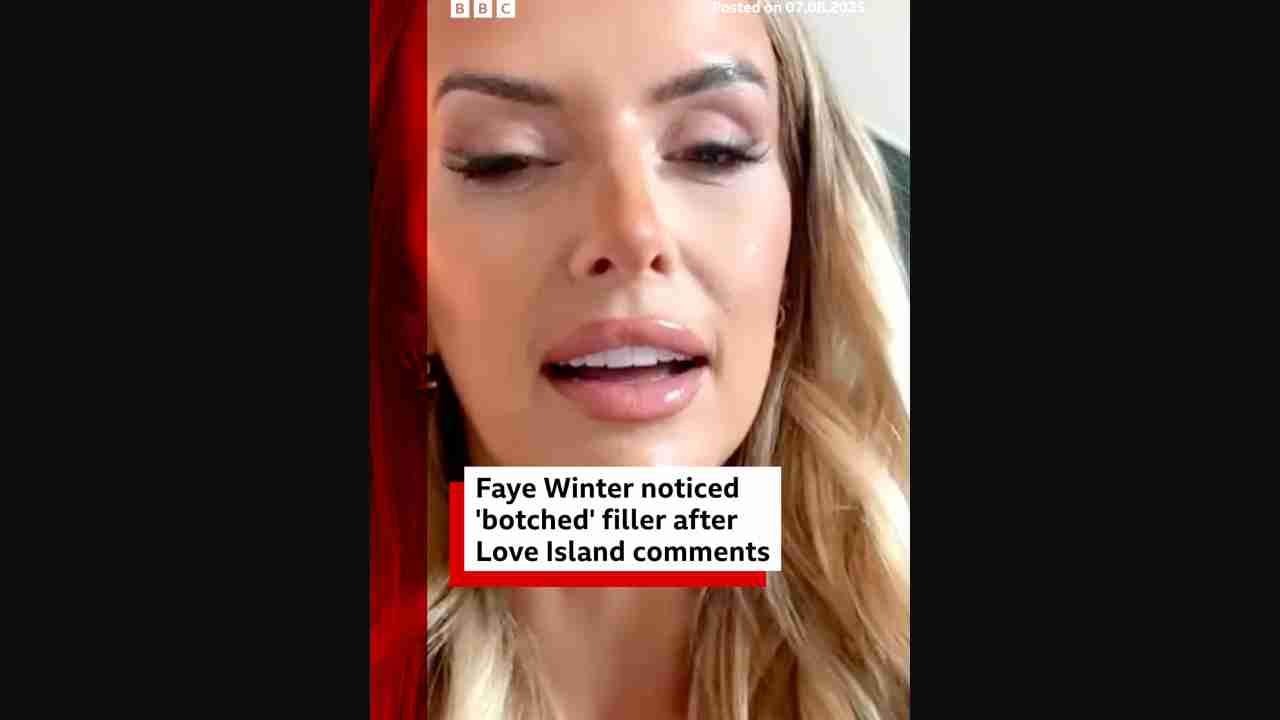 BBC
Posted on 07.08.2025
Faye Winter noticed
'botched' filler after
Love Island comments